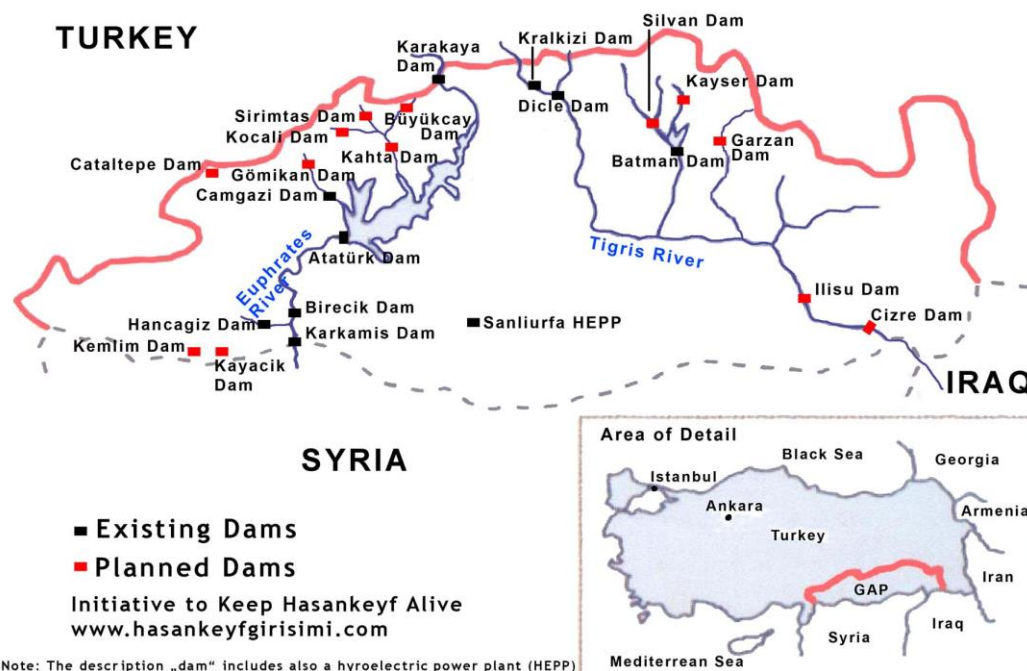 TURKEY
Karakaya
Dam
Kralkizi Dam
Silvan Dam
Kayser Dam
Dicle Dam
Sirimtas Dam
Büyükcay
Dam
Kocali Dam
Kahta Dam
Batman Dam
Garzan
Dam
Cataltepe Dam
Gömikan Dam
Camgazi Dam
Euphrates
River
Atatürk Dam
Tigris River
Ilisu Dam
Birecik Dam
Cizre Dam
Hancagiz Dam
Sanliurfa HEPP
Karkamis Dam
Kemlim Dam
Kayacik
Dam
IRAQ
SYRIA
Existing Dams
Planned Dams
Initiative to Keep Hasankeyf Alive
www.hasankeyfgirisimi.com
Note: The description „dam“ includes also a hyroelectric power plant (HEPP)
Area of Detail
Black Sea
Georgia
Istanbul
Ankara
Armenia
Turkey
Iran
GAP
Syria
Iraq
Mediterrean Sea